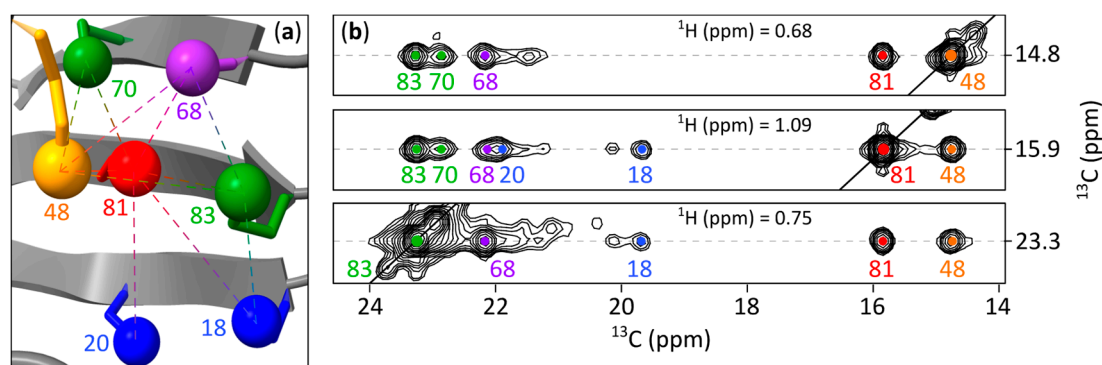 (a)
70
68
48
81
83
20
18
(b)
¹H (ppm) = 0.68
83 70 68 81 48
14.8
¹H (ppm) = 1.09
83 70 68 20 18 81 48
15.9
¹H (ppm) = 0.75
83 68 18 81 48
23.3
24 22 20 18 16 14
¹³C (ppm)
¹³C (ppm)